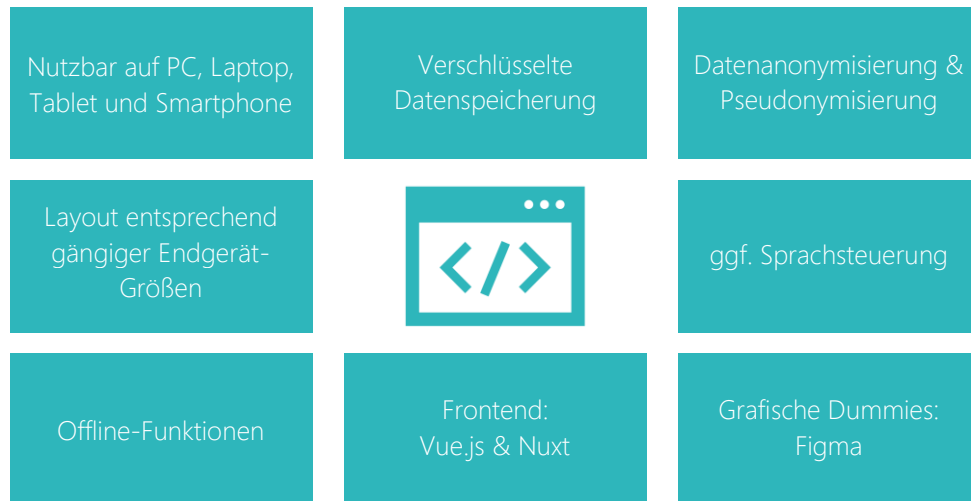 Nutzbar auf PC, Laptop,
Tablet und Smartphone
Verschlüsselte
Datenspeicherung
Datenanonymisierung &
Pseudonymisierung
Layout entsprechend
gängiger Endgerät-
Größen
</>
ggf. Sprachsteuerung
Offline-Funktionen
Frontend:
Vue.js & Nuxt
Grafische Dummies:
Figma